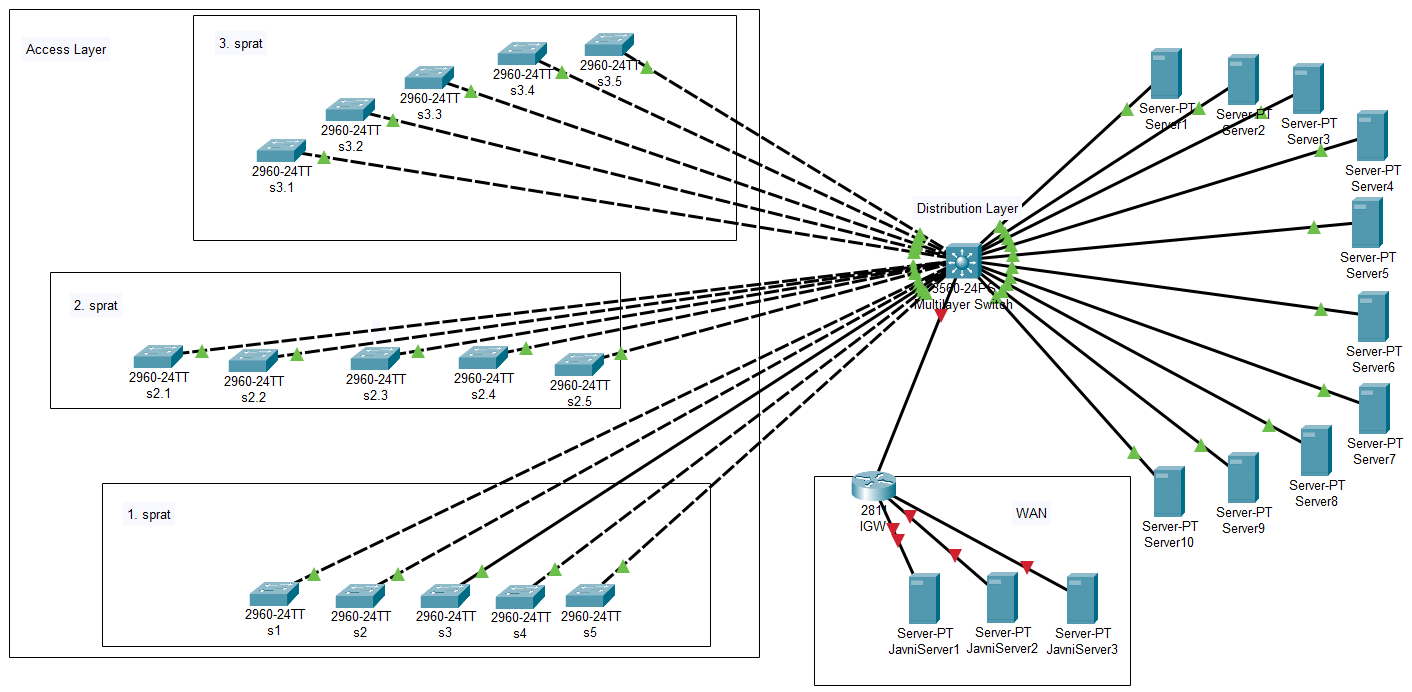 Access Layer
3. sprat
2960-24TT
s3.5
2960-24TT
s3.4
2960-24TT
s3.3
2960-24TT
s3.2
2960-24TT
s3.1
Server-PT
Server1
Server-PT
Server2
Server-PT
Server3
Server-PT
Server4
Distribution Layer
Server-PT
Server5
3560-24PS
Multilayer Switch
2. sprat
2960-24TT
s2.1
2960-24TT
s2.2
2960-24TT
s2.3
2960-24TT
s2.4
2960-24TT
s2.5
Server-PT
Server6
Server-PT
Server7
Server-PT
Server8
Server-PT
Server9
Server-PT
Server10
1. sprat
2960-24TT
s1
2960-24TT
s2
2960-24TT
s3
2960-24TT
s4
2960-24TT
s5
2811
IGW
WAN
Server-PT
JavniServer1
Server-PT
JavniServer2
Server-PT
JavniServer3